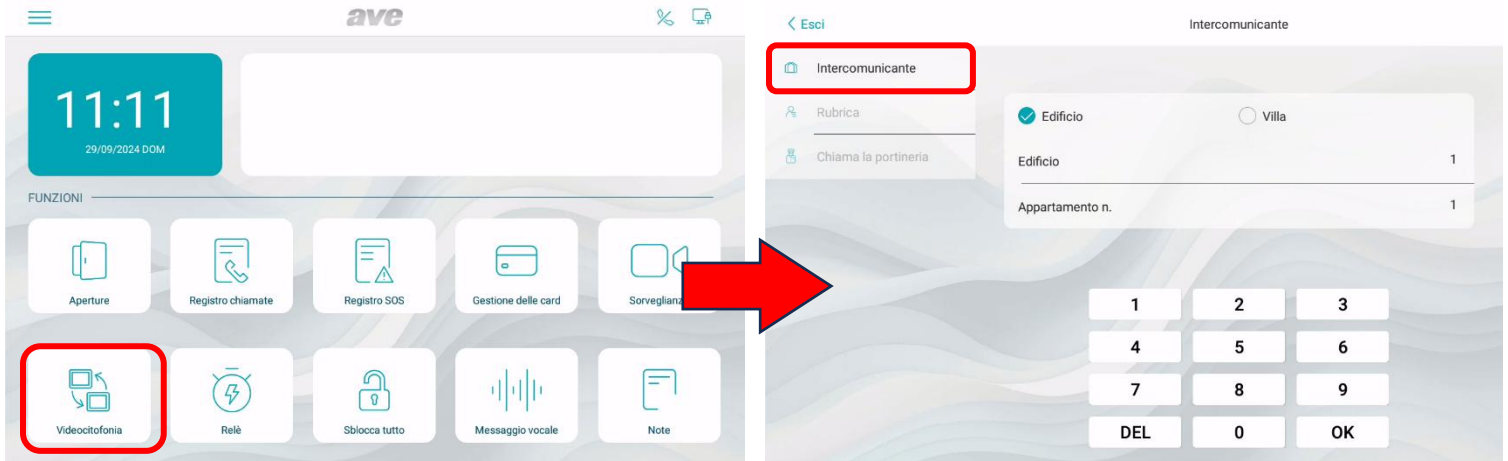 ave
11:11
29/09/2024 DOM
FUNZIONI
Aperture
Registro chiamate
Registro SOS
Gestione delle card
Videocitofonia
Relè
Sblocca tutto
Messaggio vocale
Note
Esci
Intercomunicante
Intercomunicante
Rubrica
Chiama la portineria
Edificio
Villa
Edificio 1
Appartamento n. 1
1 2 3
4 5 6
7 8 9
DEL 0 OK